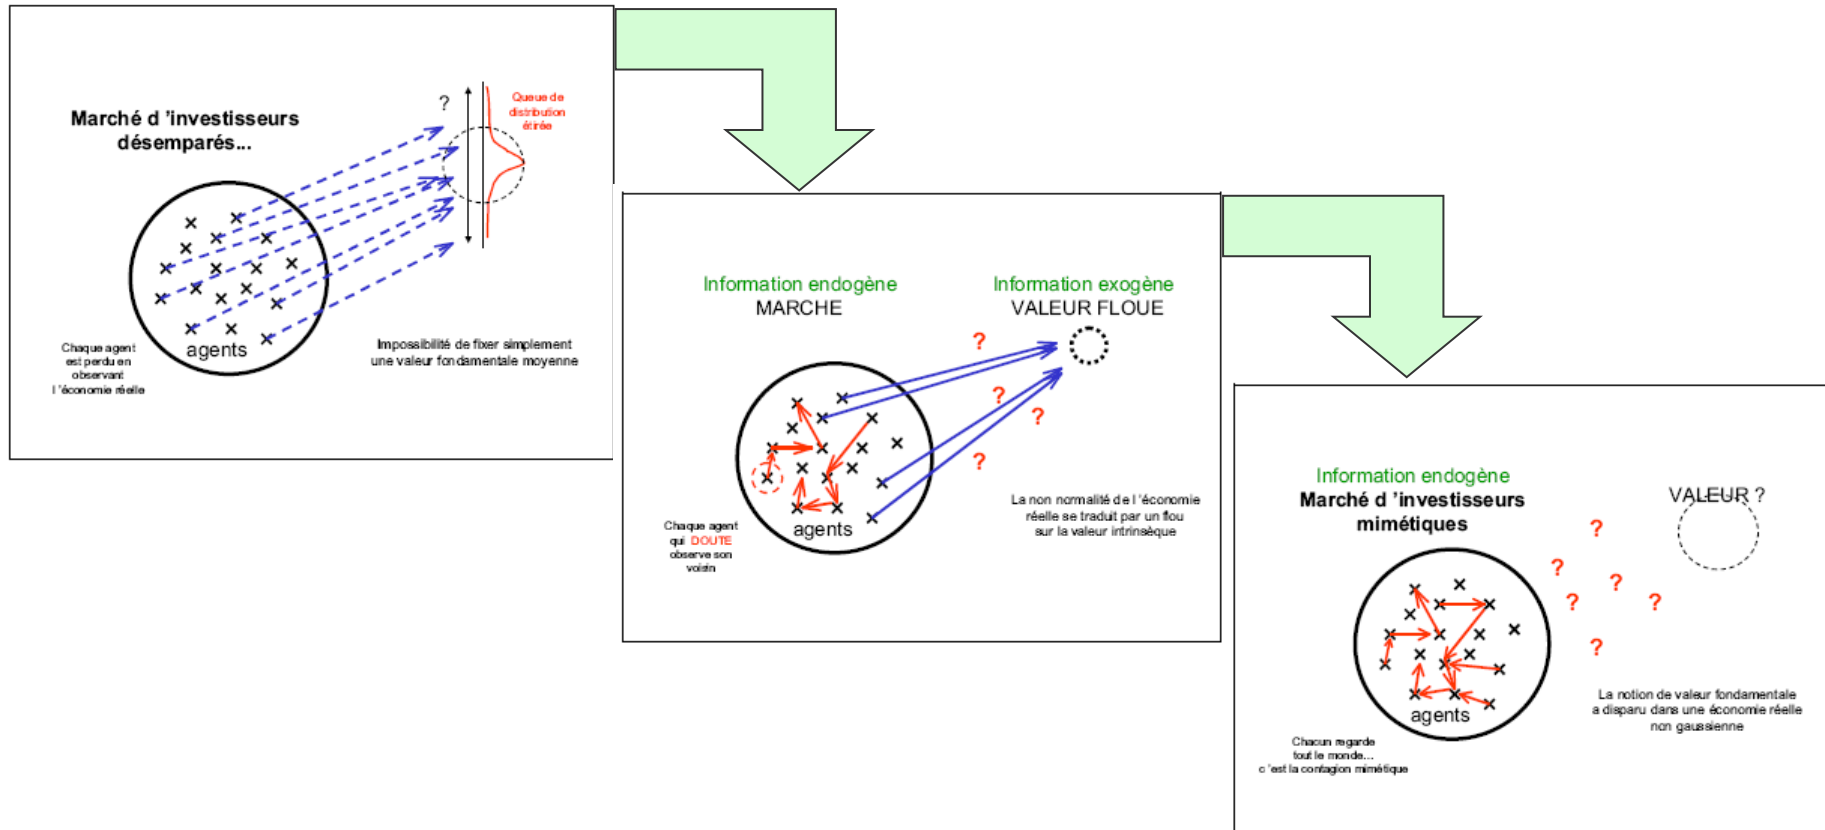 Marché d 'investisseurs
désemparés...
?
Queue de
distribution
étirée
agents
Chaque agent
est perdu en
observant
l 'économie réelle
Impossibilité de fixer simplement
une valeur fondamentale moyenne
Information endogène
MARCHE
Information exogène
VALEUR FLOUE
?
?
?
?
agents
Chaque agent
qui DOUTE
observe son
voisin
La non normalité de l 'économie
réelle se traduit par un flou
sur la valeur intrinsèque
Information endogène
Marché d 'investisseurs
mimétiques
VALEUR ?
?
?
?
?
?
?
agents
Chacun regarde
tout le monde...
c 'est la contagion mimétique
La notion de valeur fondamentale
a disparu dans une économie réelle
non gaussienne